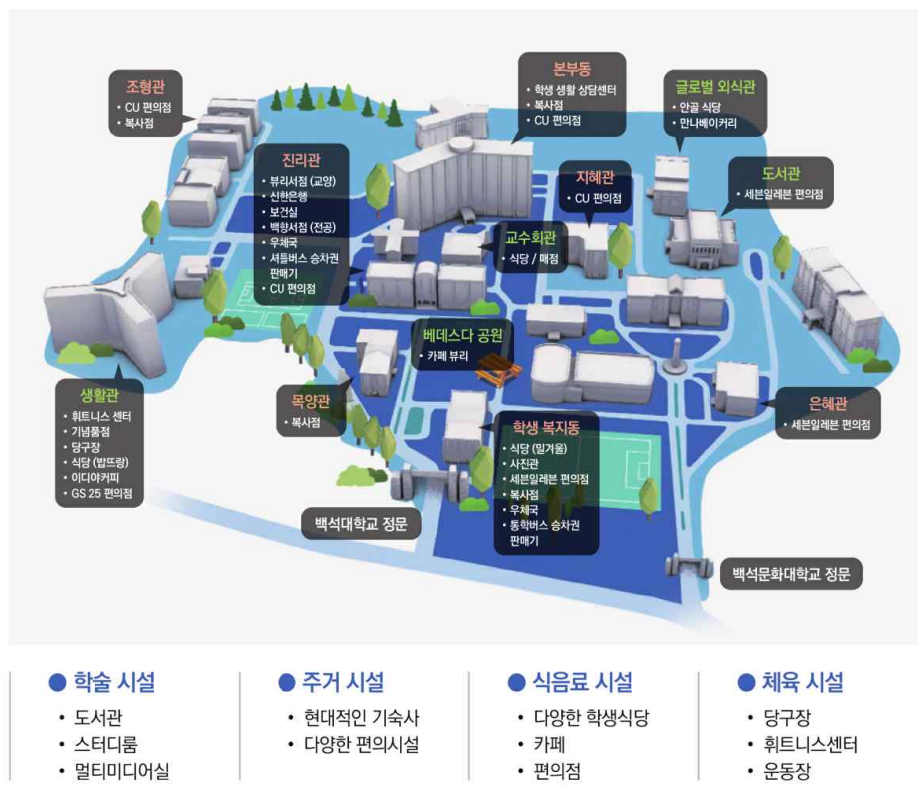 조형관
• CU 편의점
• 복사점
본부동
• 학생 생활 상담센터
• 복사점
• CU 편의점
글로벌 외식관
• 안골 식당
• 만나베이커리
진리관
• 뷰리서점 (교양)
• 신한은행
• 보건실
• 백향서점 (전공)
• 우체국
• 셔틀버스 승차권
판매기
• CU 편의점
지혜관
• CU 편의점
도서관
• 세븐일레븐 편의점
교수회관
• 식당 / 매점
베데스다 공원
• 카페 뷰리
생활관
• 휘트니스 센터
• 기념품점
• 당구장
• 식당 (밥뜨랑)
• 이디야커피
• GS 25 편의점
목양관
• 복사점
학생 복지동
• 식당 (밀겨울)
• 사진관
• 세븐일레븐 편의점
• 복사점
• 우체국
• 통학버스 승차권
판매기
은혜관
• 세븐일레븐 편의점
백석대학교 정문
백석문화대학교 정문
● 학술 시설
• 도서관
• 스터디룸
• 멀티미디어실
● 주거 시설
• 현대적인 기숙사
• 다양한 편의시설
● 식음료 시설
• 다양한 학생식당
• 카페
• 편의점
● 체육 시설
• 당구장
• 휘트니스센터
• 운동장